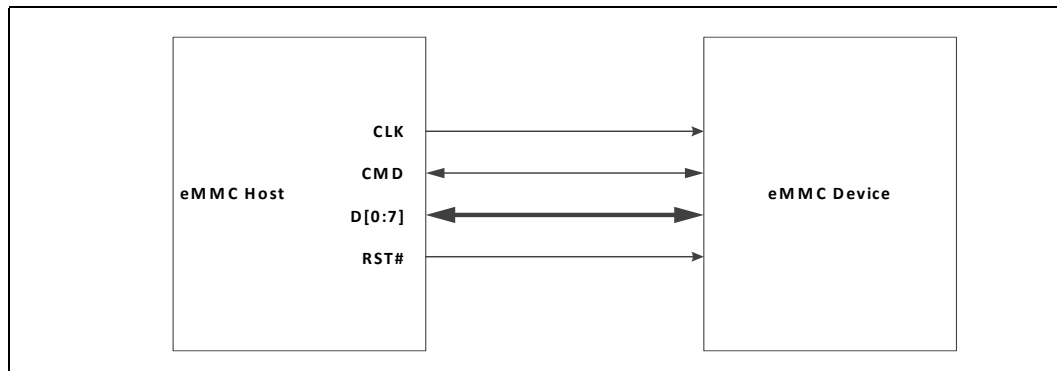 CLK
CMD
eMMC Host
eMMC Device
D[0:7]
RST#